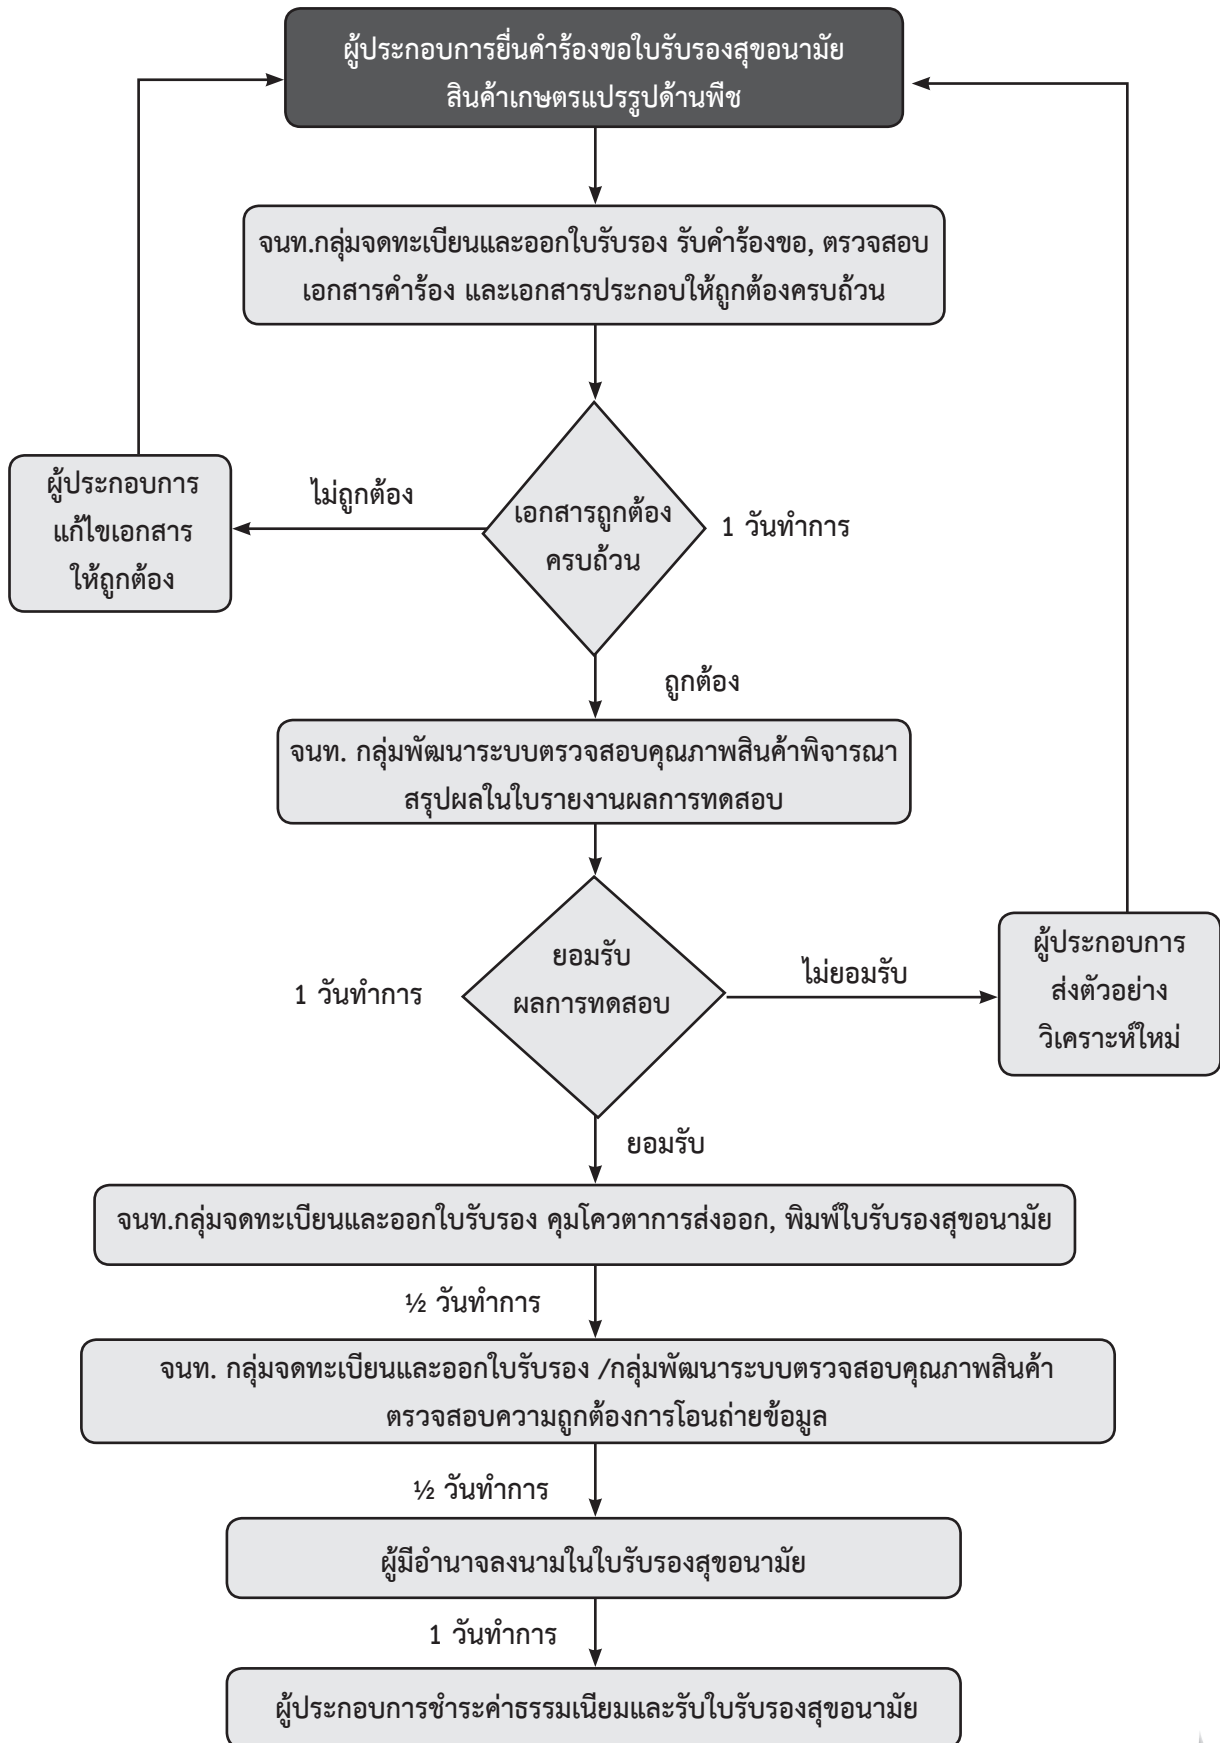 ผู้ประกอบการยื่นคำร้องขอใบรับรองสุขอนามัย
สินค้าเกษตรแปรรูปด้านพืช
จนท.กลุ่มจดทะเบียนและออกใบรับรอง รับคำร้องขอ, ตรวจสอบ
เอกสารคำร้อง และเอกสารประกอบให้ถูกต้องครบถ้วน
ผู้ประกอบการ
แก้ไขเอกสาร
ให้ถูกต้อง
ไม่ถูกต้อง
เอกสารถูกต้อง
ครบถ้วน
1 วันทำการ
ถูกต้อง
จนท. กลุ่มพัฒนาระบบตรวจสอบคุณภาพสินค้าพิจารณา
สรุปผลในใบรายงานผลการทดสอบ
1 วันทำการ
ยอมรับ
ผลการทดสอบ
ไม่ยอมรับ
ผู้ประกอบการ
ส่งตัวอย่าง
วิเคราะห์ใหม่
ยอมรับ
จนท.กลุ่มจดทะเบียนและออกใบรับรอง คุมโควตาการส่งออก, พิมพ์ใบรับรองสุขอนามัย
½ วันทำการ
จนท. กลุ่มจดทะเบียนและออกใบรับรอง /กลุ่มพัฒนาระบบตรวจสอบคุณภาพสินค้า
ตรวจสอบความถูกต้องการโอนถ่ายข้อมูล
½ วันทำการ
ผู้มีอำนาจลงนามในใบรับรองสุขอนามัย
1 วันทำการ
ผู้ประกอบการชำระค่าธรรมเนียมและรับใบรับรองสุขอนามัย